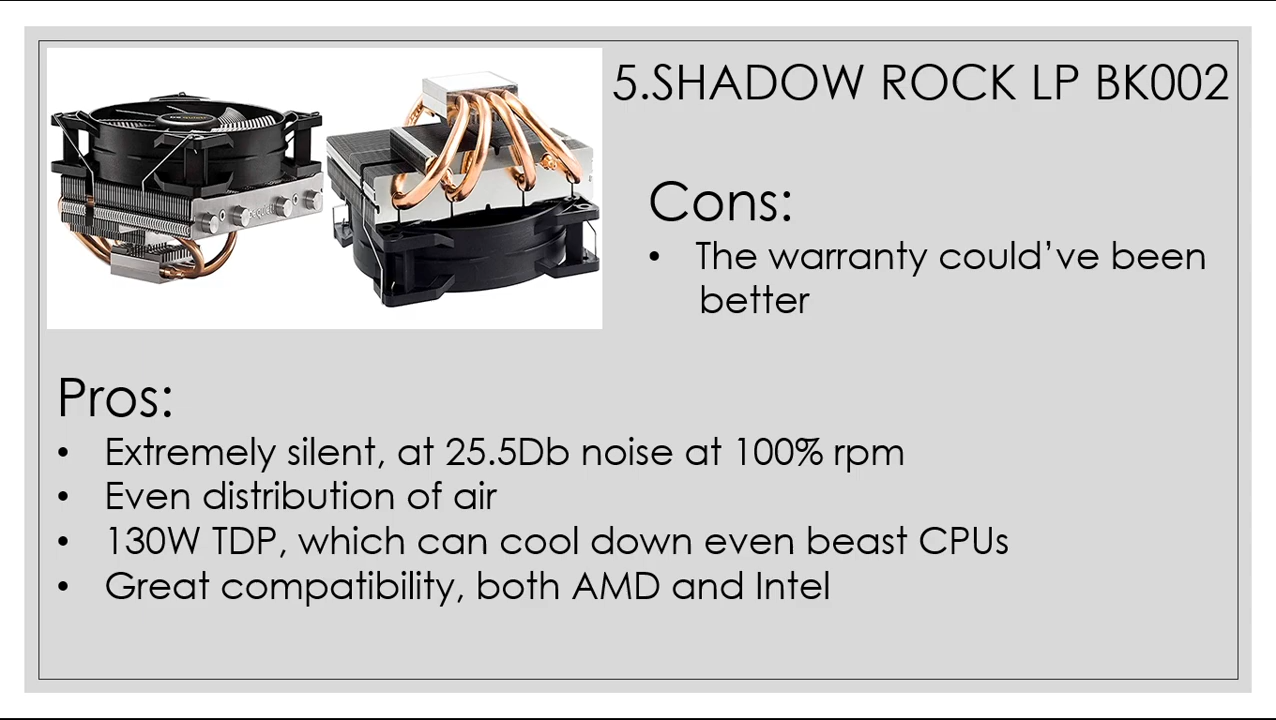 5.SHADOW ROCK LP BK002
Cons:
• The warranty could’ve been
better
Pros:
• Extremely silent, at 25.5Db noise at 100% rpm
• Even distribution of air
• 130W TDP, which can cool down even beast CPUs
• Great compatibility, both AMD and Intel